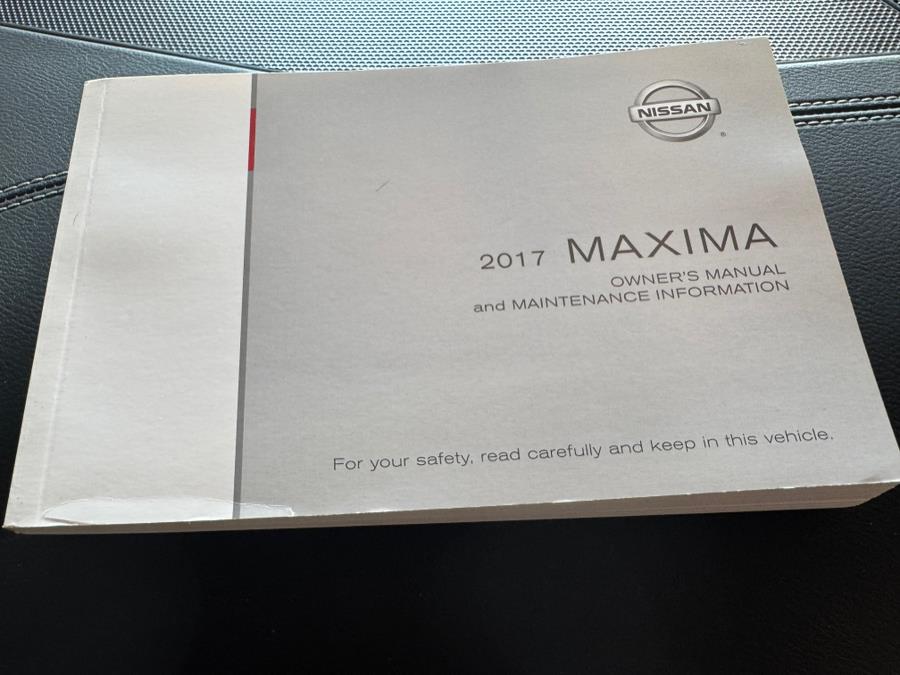 NISSAN
®
2017 MAXIMA
OWNER'S MANUAL
and MAINTENANCE INFORMATION
For your safety, read carefully and keep in this vehicle.